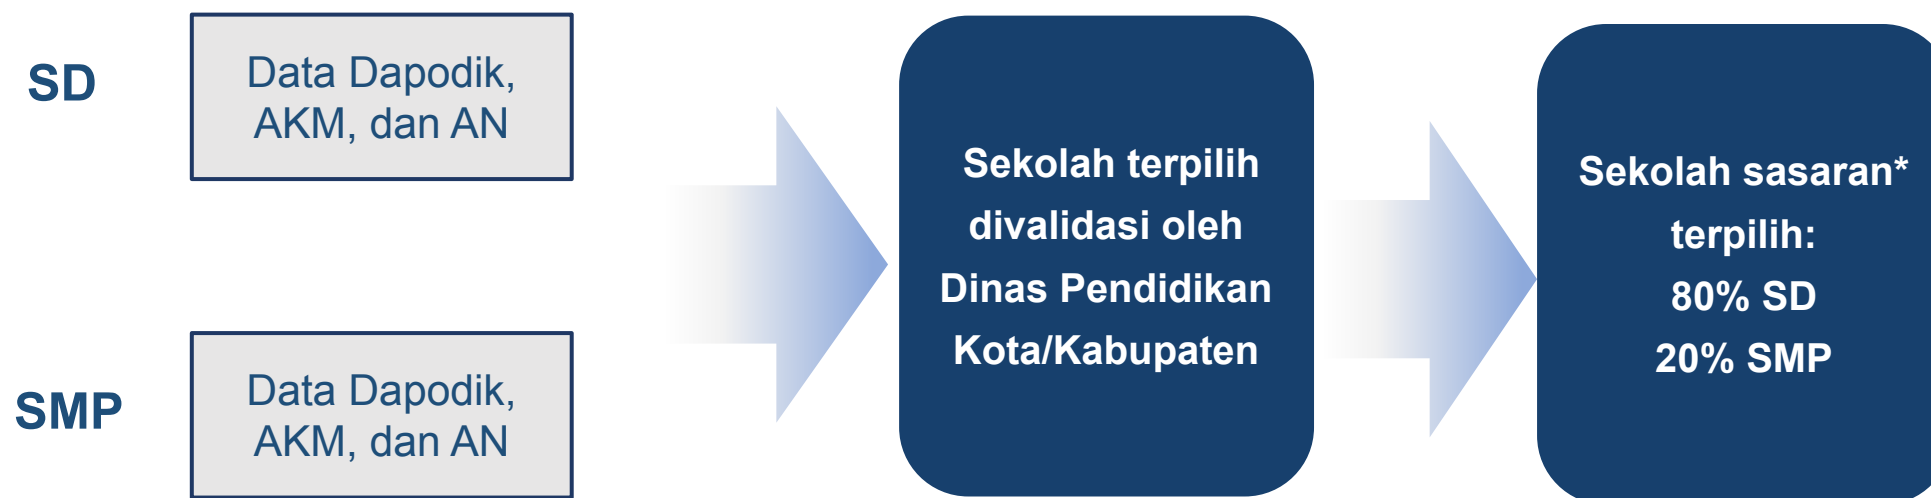 SD
Data Dapodik,
AKM, dan AN
SMP
Data Dapodik,
AKM, dan AN
Sekolah terpilih
divalidasi oleh
Dinas Pendidikan
Kota/Kabupaten
Sekolah sasaran*
terpilih:
80% SD
20% SMP